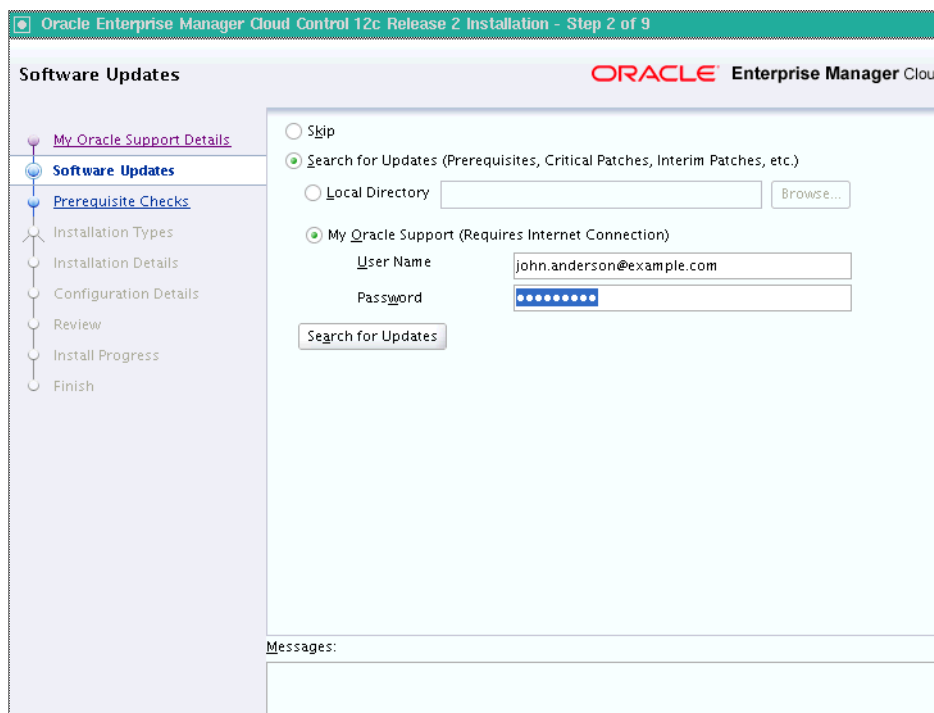 Oracle Enterprise Manager Cloud Control 12c Release 2 Installation - Step 2 of 9
Software Updates
ORACLE Enterprise Manager Clou
My Oracle Support Details
Software Updates
Prerequisite Checks
Installation Types
Installation Details
Configuration Details
Review
Install Progress
Finish
Skip
Search for Updates (Prerequisites, Critical Patches, Interim Patches, etc.)
Local Directory
Browse...
My Oracle Support (Requires Internet Connection)
User Name john.anderson@example.com
Password •••••••••
Search for Updates
Messages: